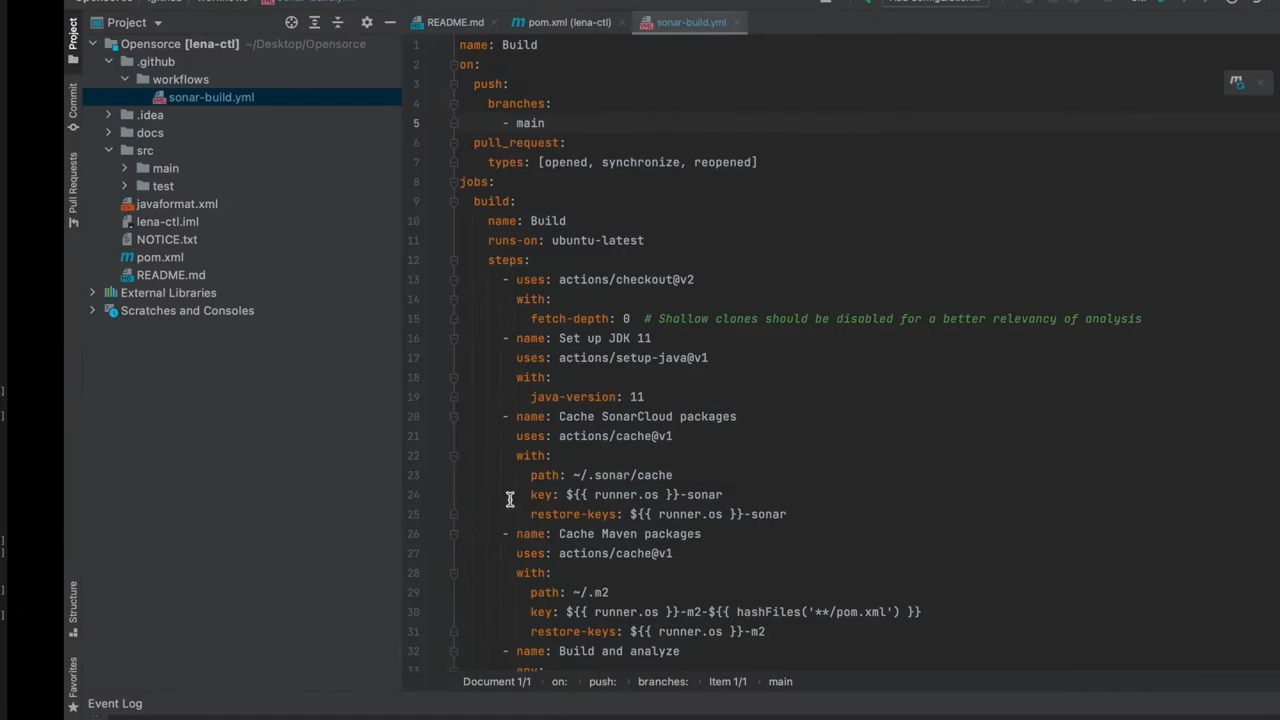 Project
README.md
pom.xml (lena-ctl)
sonar-build.yml
Project
Commit
Pull Requests
Structure
Favorites
Opensorce [lena-ctl] ~/Desktop/Opensorce
.github
workflows
sonar-build.yml
.idea
docs
src
main
test
javaformat.xml
lena-ctl.iml
NOTICE.txt
pom.xml
README.md
External Libraries
Scratches and Consoles
1 name: Build
2 on:
3 push:
4 branches:
5 - main
6 pull_request:
7 types: [opened, synchronize, reopened]
8 jobs:
9 build:
10 name: Build
11 runs-on: ubuntu-latest
12 steps:
13 - uses: actions/checkout@v2
14 with:
15 fetch-depth: 0 # Shallow clones should be disabled for a better relevancy of analysis
16 - name: Set up JDK 11
17 uses: actions/setup-java@v1
18 with:
19 java-version: 11
20 - name: Cache SonarCloud packages
21 uses: actions/cache@v1
22 with:
23 path: ~/.sonar/cache
24 key: ${{ runner.os }}-sonar
25 restore-keys: ${{ runner.os }}-sonar
26 - name: Cache Maven packages
27 uses: actions/cache@v1
28 with:
29 path: ~/.m2
30 key: ${{ runner.os }}-m2-${{ hashFiles('**/pom.xml') }}
31 restore-keys: ${{ runner.os }}-m2
32 - name: Build and analyze
Document 1/1 on: push: branches: Item 1/1 main
Event Log